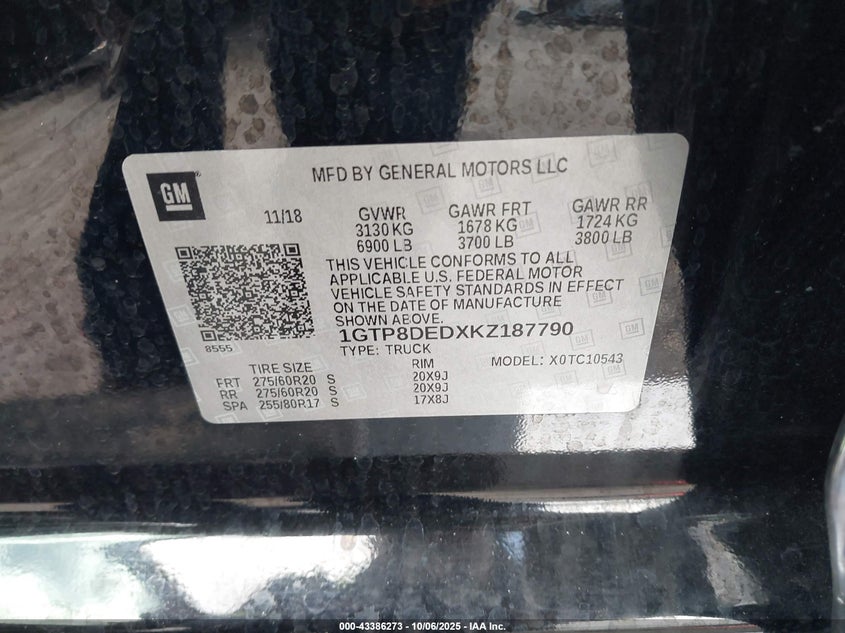 GM
MFD BY GENERAL MOTORS LLC
11/18 GVWR GAWR FRT GAWR RR
3130 KG 1678 KG 1724 KG
6900 LB 3700 LB 3800 LB
THIS VEHICLE CONFORMS TO ALL
APPLICABLE U.S. FEDERAL MOTOR
VEHICLE SAFETY STANDARDS IN EFFECT
ON THE DATE OF MANUFACTURE
SHOWN ABOVE.
8555
1GTP8DEDXKZ187790
TYPE: TRUCK MODEL: X0TC10543
TIRE SIZE RIM
FRT 275/60R20 S 20X9J
RR 275/60R20 S 20X9J
SPA 255/80R17 S 17X8J
000-43386273 - 10/06/2025 - IAA Inc.